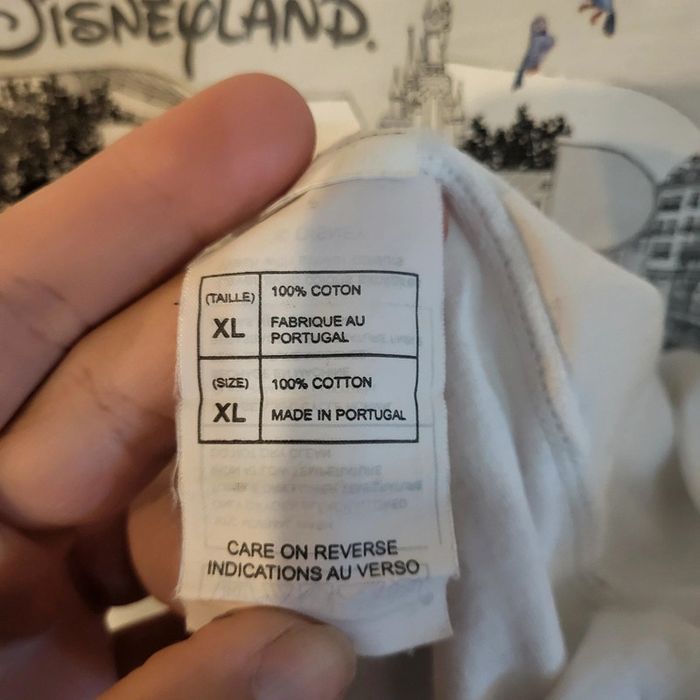 DISNEYLAND.
(TAILLE)
XL
100% COTON
FABRIQUE AU
PORTUGAL
(SIZE)
XL
100% COTTON
MADE IN PORTUGAL
CARE ON REVERSE
INDICATIONS AU VERSO